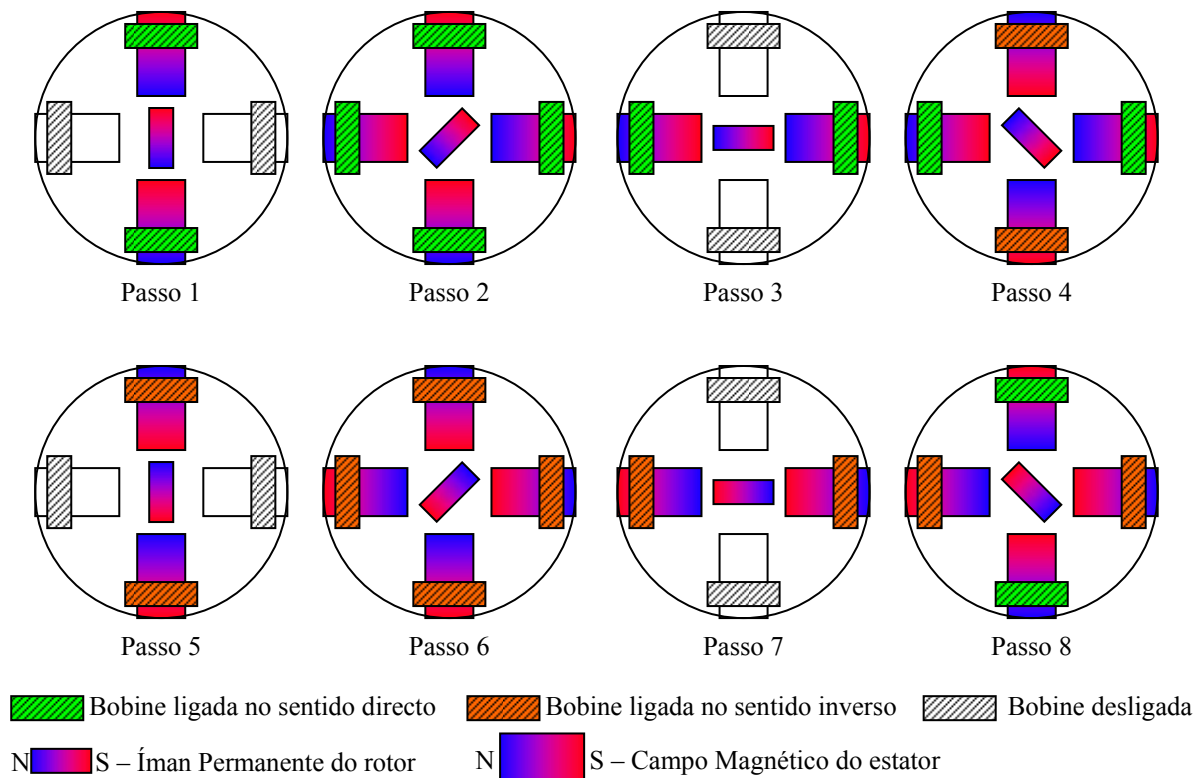 Passo 1 Passo 2 Passo 3 Passo 4
Passo 5 Passo 6 Passo 7 Passo 8
Bobine ligada no sentido directo Bobine ligada no sentido inverso Bobine desligada
N S – Íman Permanente do rotor N S – Campo Magnético do estator